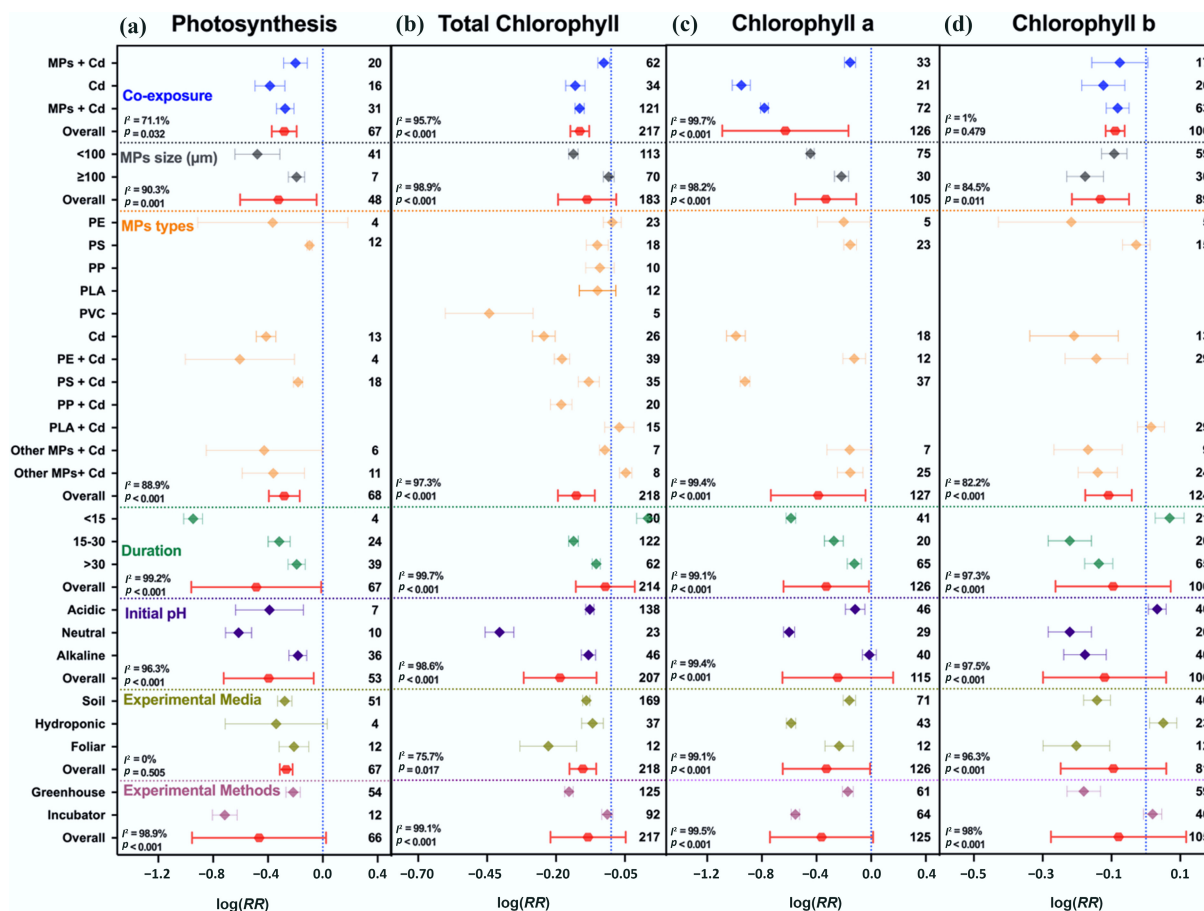 (a) Photosynthesis (b) Total Chlorophyll (c) Chlorophyll a (d) Chlorophyll b
MPs + Cd 20 62 33
Cd 16 34 21
Co-exposure
MPs + Cd 31 121 72
I² = 71.1% I² = 95.7% I² = 99.7% I² = 1%
Overall 67 217 126
p = 0.032 p < 0.001 p < 0.001 p = 0.479
<100 MPs size (μm) 41 113 75
≥100 7 70 30
I² = 90.3% I² = 98.9% I² = 98.2% I² = 84.5%
Overall 48 183 105
p = 0.001 p < 0.001 p < 0.001 p = 0.011
PE MPs types 4 23 5
PS 12 18 23
PP 10
PLA 12
PVC 5
Cd 13 26 18
PE + Cd 4 39 12
PS + Cd 18 35 37
PP + Cd 20
PLA + Cd 15
Other MPs + Cd 6 7 7
Other MPs+ Cd 11 8 25
I² = 88.9% I² = 97.3% I² = 99.4% I² = 82.2%
Overall 68 218 127
p < 0.001 p < 0.001 p < 0.001 p < 0.001
<15 4 30 41
15-30 24 122 20
Duration
>30 39 62 65
I² = 99.2% I² = 99.7% I² = 99.1% I² = 97.3%
Overall 67 214 126
p < 0.001 p < 0.001 p < 0.001 p < 0.001
Acidic Initial pH 7 138 46
Neutral 10 23 29
Alkaline 36 46 40
I² = 96.3% I² = 98.6% I² = 99.4% I² = 97.5%
Overall 53 207 115
p < 0.001 p < 0.001 p < 0.001 p < 0.001
Soil Experimental Media 51 169 71
Hydroponic 4 37 43
Foliar 12 12 12
I² = 0% I² = 75.7% I² = 99.1% I² = 96.3%
Overall 67 218 126
p = 0.505 p = 0.017 p < 0.001 p < 0.001
Greenhouse Experimental Methods 54 125 61
Incubator 12 92 64
I² = 98.9% I² = 99.1% I² = 99.5% I² = 98%
Overall 66 217 125
p < 0.001 p < 0.001 p < 0.001 p < 0.001
−1.2 −0.8 −0.4 0.0 0.4 −0.70 −0.45 −0.20 −0.05 −1.2 −0.8 −0.4 0.0 0.4 −0.5 −0.3 −0.1 0.1
log(RR) log(RR) log(RR) log(RR)